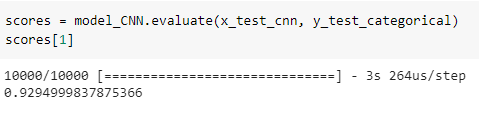 scores = model_CNN.evaluate(x_test_cnn, y_test_categorical)
scores[1]
10000/10000 [==============================] - 3s 264us/step
0.9294999837875366